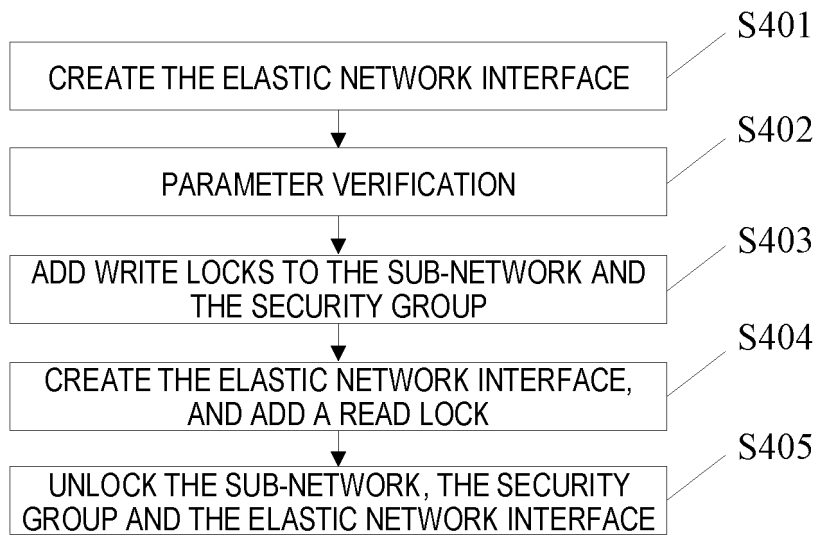 S401
CREATE THE ELASTIC NETWORK INTERFACE
S402
PARAMETER VERIFICATION
S403
ADD WRITE LOCKS TO THE SUB-NETWORK AND
THE SECURITY GROUP
S404
CREATE THE ELASTIC NETWORK INTERFACE,
AND ADD A READ LOCK
S405
UNLOCK THE SUB-NETWORK, THE SECURITY
GROUP AND THE ELASTIC NETWORK INTERFACE